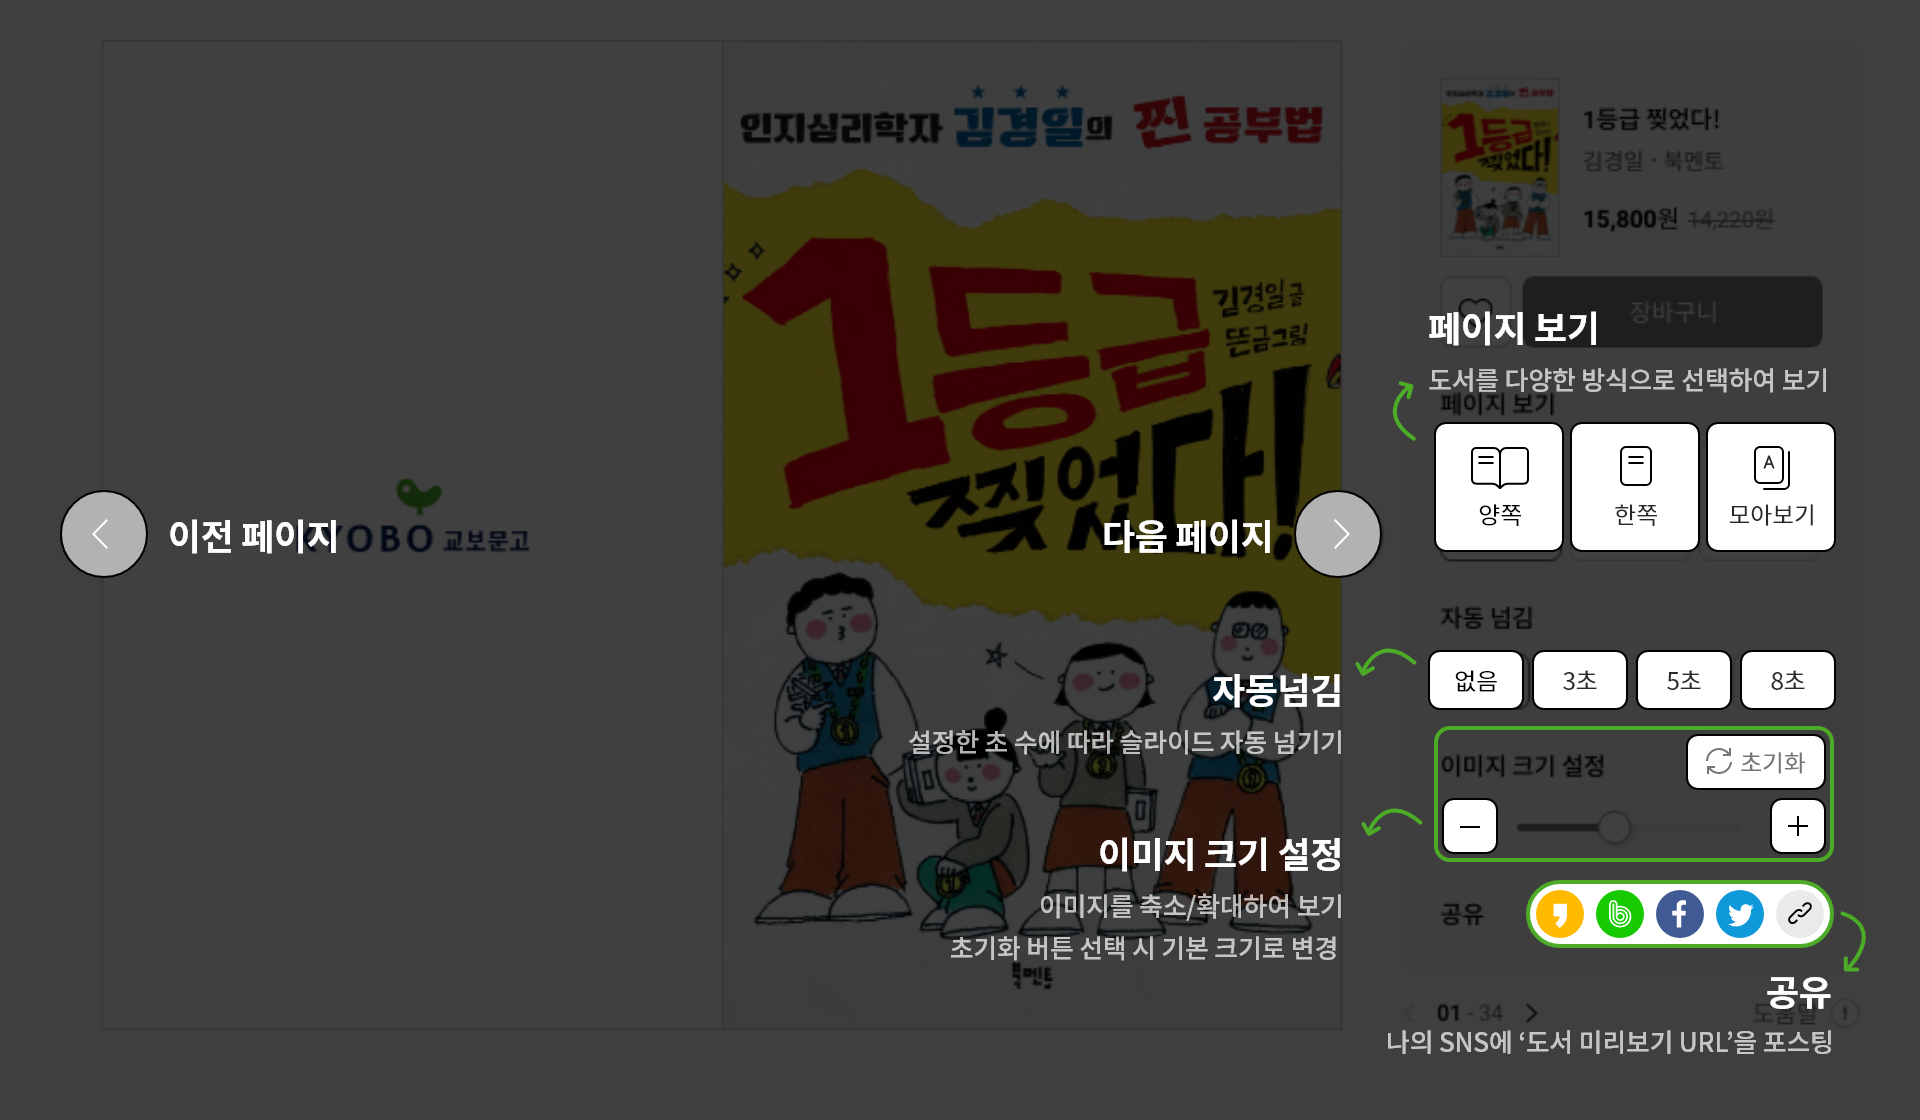 인지심리학자 김경일의 찐 공부법
1등급
찢었다!
김경일 글
뜬금 그림
북멘토
KYOBO 교보문고
이전 페이지
다음 페이지
자동넘김
설정한 초 수에 따라 슬라이드 자동 넘기기
이미지 크기 설정
이미지를 축소/확대하여 보기
초기화 버튼 선택 시 기본 크기로 변경
1등급 찢었다!
김경일 · 북멘토
15,800원 14,220원
장바구니
페이지 보기
도서를 다양한 방식으로 선택하여 보기
페이지 보기
양쪽
한쪽
A
모아보기
자동 넘김
없음
3초
5초
8초
이미지 크기 설정
초기화
공유
공유
01 - 34
도움말
나의 SNS에 ‘도서 미리보기 URL’을 포스팅